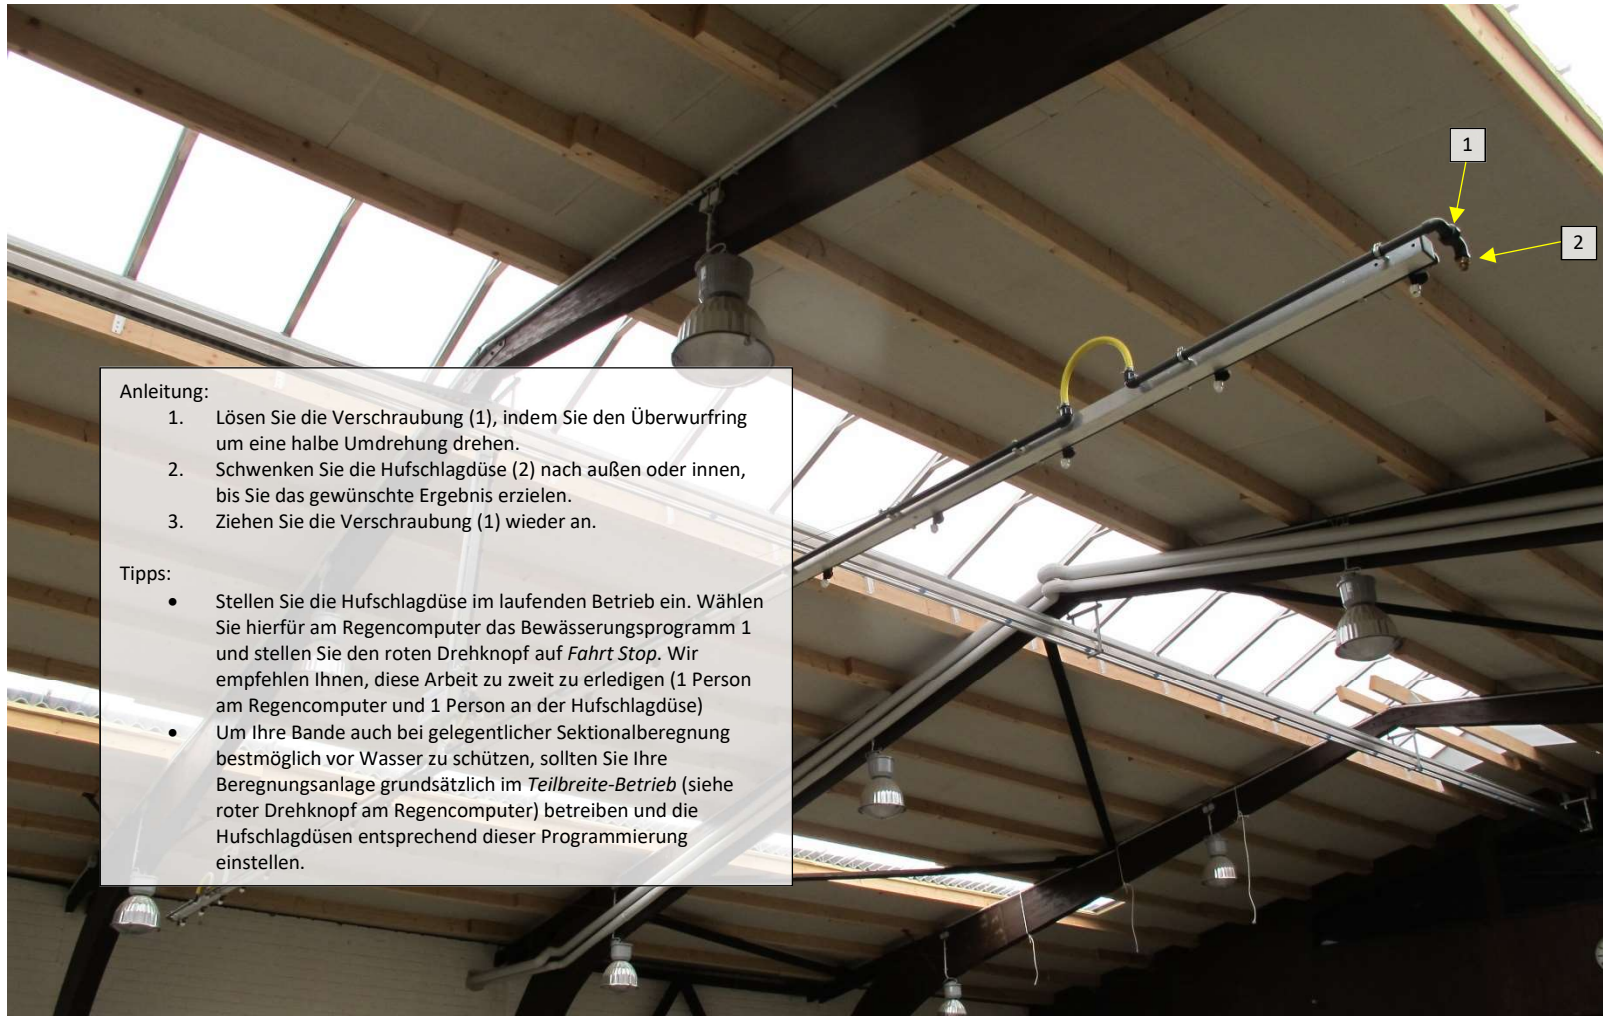 1
2
Anleitung:
1. Lösen Sie die Verschraubung (1), indem Sie den Überwurfring
um eine halbe Umdrehung drehen.
2. Schwenken Sie die Hufschlagdüse (2) nach außen oder innen,
bis Sie das gewünschte Ergebnis erzielen.
3. Ziehen Sie die Verschraubung (1) wieder an.
Tipps:
• Stellen Sie die Hufschlagdüse im laufenden Betrieb ein. Wählen
Sie hierfür am Regencomputer das Bewässerungsprogramm 1
und stellen Sie den roten Drehknopf auf Fahrt Stop. Wir
empfehlen Ihnen, diese Arbeit zu zweit zu erledigen (1 Person
am Regencomputer und 1 Person an der Hufschlagdüse)
• Um Ihre Bande auch bei gelegentlicher Sektionalberegnung
bestmöglich vor Wasser zu schützen, sollten Sie Ihre
Beregnungsanlage grundsätzlich im Teilbreite-Betrieb (siehe
roter Drehknopf am Regencomputer) betreiben und die
Hufschlagdüsen entsprechend dieser Programmierung
einstellen.